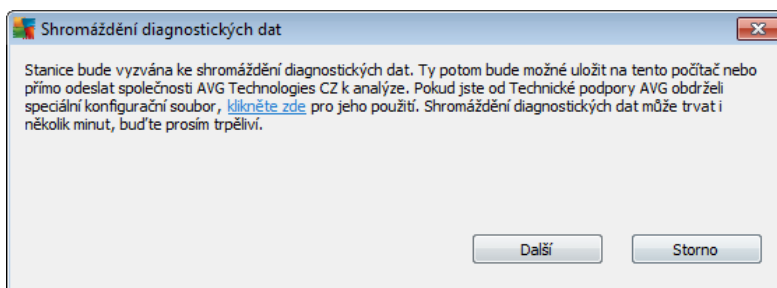 Shromáždění diagnostických dat
Stanice bude vyzvána ke shromáždění diagnostických dat. Ty potom bude možné uložit na tento počítač nebo
přímo odeslat společnosti AVG Technologies CZ k analýze. Pokud jste od Technické podpory AVG obdrželi
speciální konfigurační soubor, klikněte zde pro jeho použití. Shromáždění diagnostických dat může trvat i
několik minut, buďte prosím trpěliví.
Další
Storno